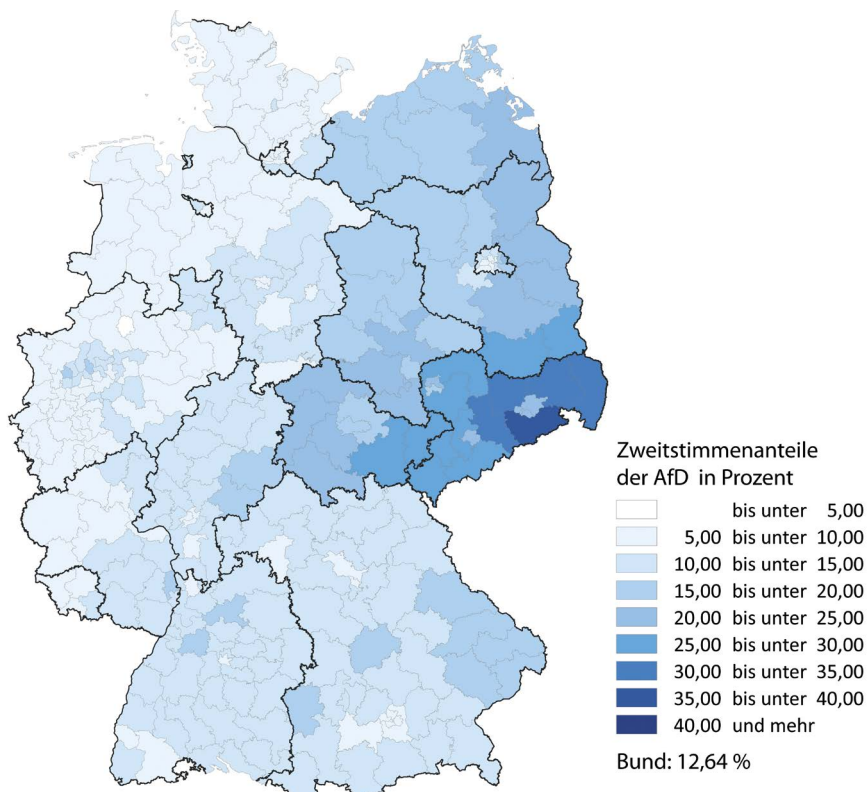 Zweitstimmenanteile
der AfD in Prozent
bis unter 5,00
5,00 bis unter 10,00
10,00 bis unter 15,00
15,00 bis unter 20,00
20,00 bis unter 25,00
25,00 bis unter 30,00
30,00 bis unter 35,00
35,00 bis unter 40,00
40,00 und mehr
Bund: 12,64 %